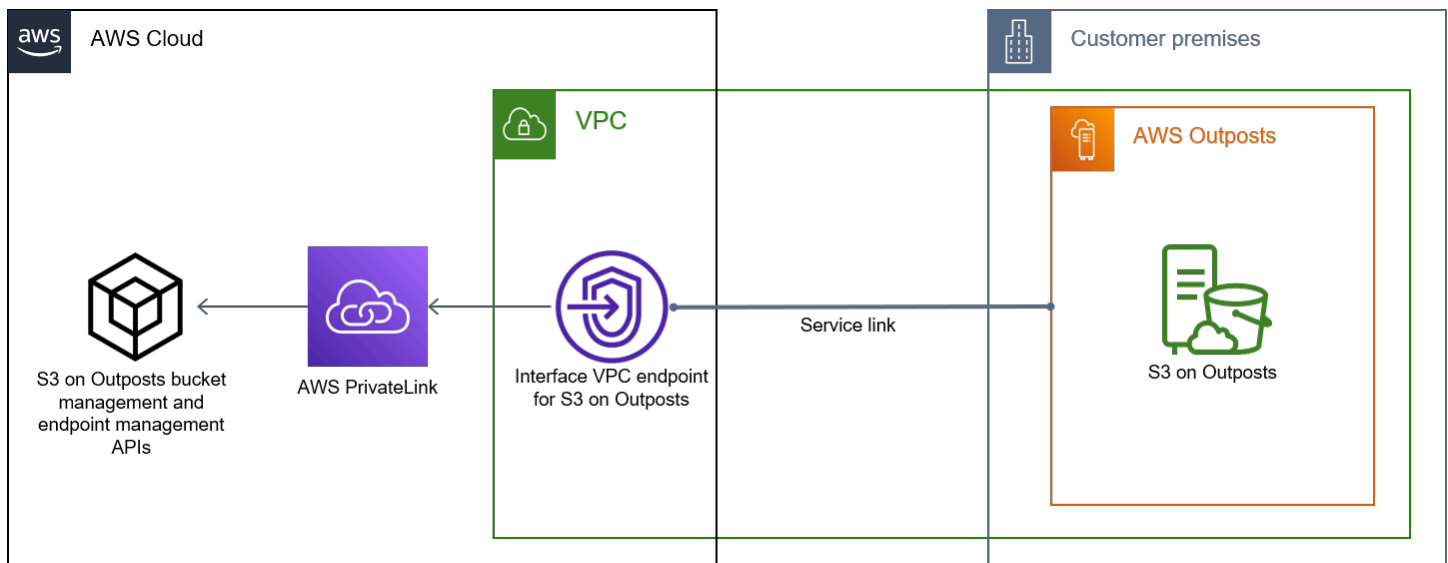 aws
AWS Cloud
Customer premises
VPC
AWS Outposts
Service link
S3 on Outposts bucket
management and
endpoint management
APIs
AWS PrivateLink
Interface VPC endpoint
for S3 on Outposts
S3 on Outposts